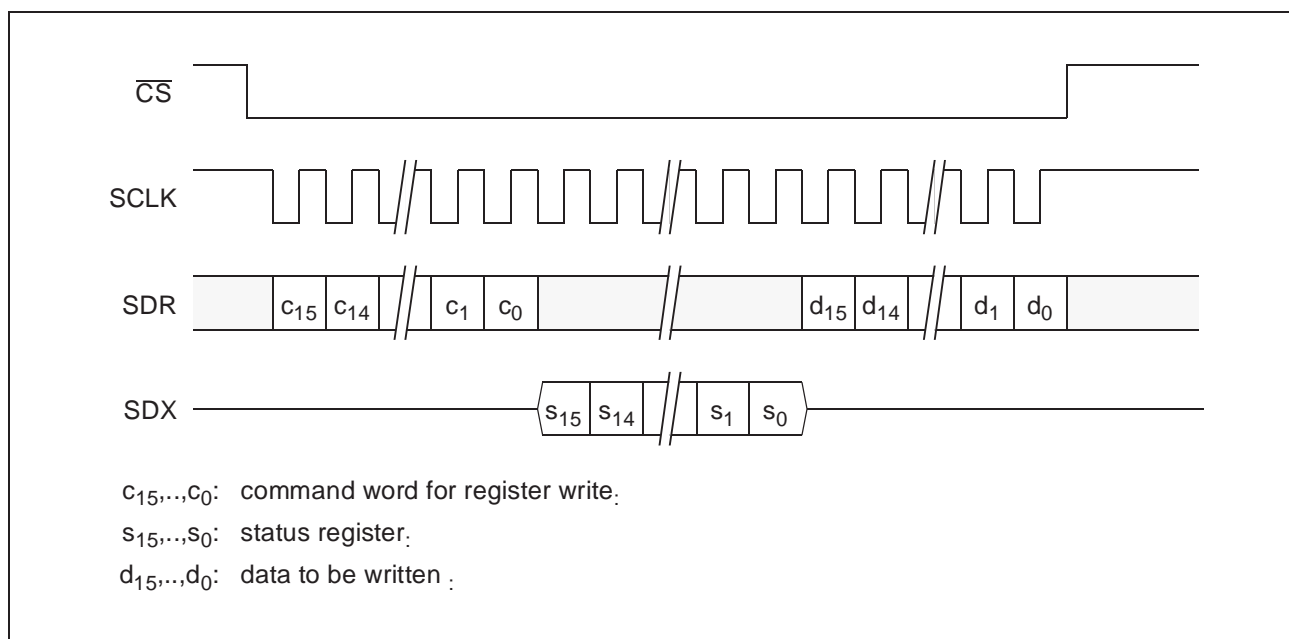 CS
SCLK
SDR c15 c14 c1 c0 d15 d14 d1 d0
SDX s15 s14 s1 s0
c15,..,c0: command word for register write:
s15,..,s0: status register:
d15,..,d0: data to be written :